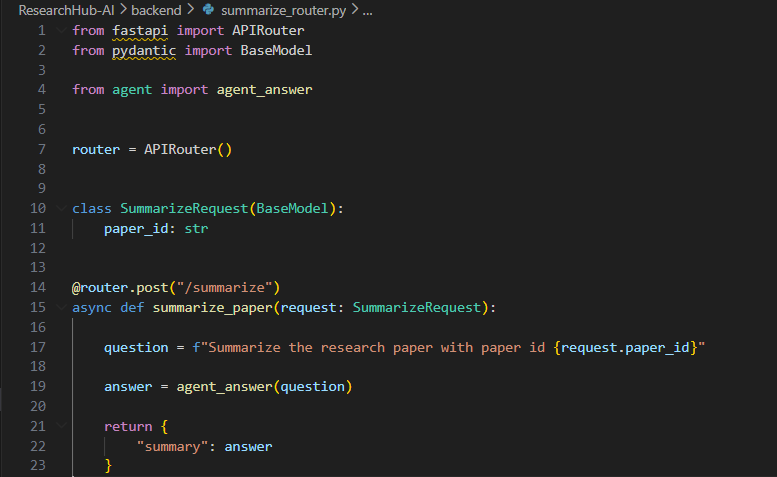 ResearchHub-AI > backend > summarize_router.py > ...
1 from fastapi import APIRouter
2 from pydantic import BaseModel
3
4 from agent import agent_answer
5
6
7 router = APIRouter()
8
9
10 class SummarizeRequest(BaseModel):
11     paper_id: str
12
13
14 @router.post("/summarize")
15 async def summarize_paper(request: SummarizeRequest):
16
17     question = f"Summarize the research paper with paper id {request.paper_id}"
18
19     answer = agent_answer(question)
20
21     return {
22         "summary": answer
23     }